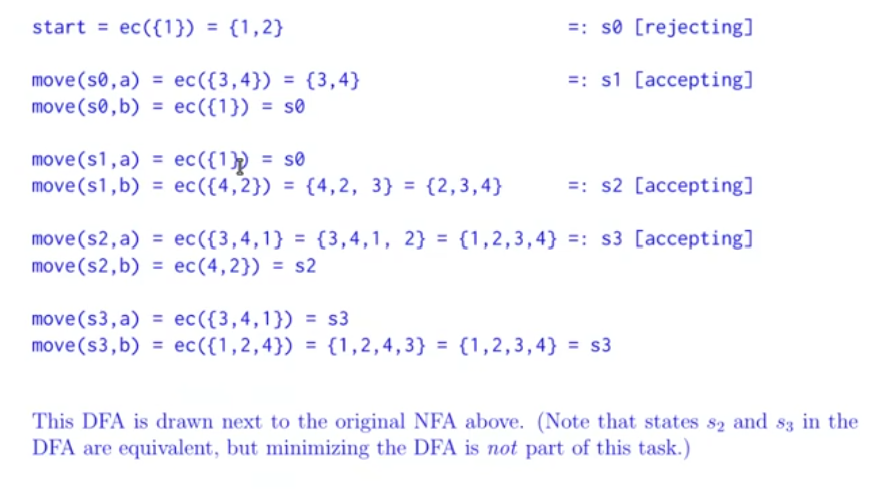 start = ec({1}) = {1,2} =: s0 [rejecting]
move(s0,a) = ec({3,4}) = {3,4} =: s1 [accepting]
move(s0,b) = ec({1}) = s0
move(s1,a) = ec({1}) = s0
move(s1,b) = ec({4,2}) = {4,2, 3} = {2,3,4} =: s2 [accepting]
move(s2,a) = ec({3,4,1} = {3,4,1, 2} = {1,2,3,4} =: s3 [accepting]
move(s2,b) = ec(4,2}) = s2
move(s3,a) = ec({3,4,1}) = s3
move(s3,b) = ec({1,2,4}) = {1,2,4,3} = {1,2,3,4} = s3
This DFA is drawn next to the original NFA above. (Note that states s₂ and s₃ in the
DFA are equivalent, but minimizing the DFA is not part of this task.)